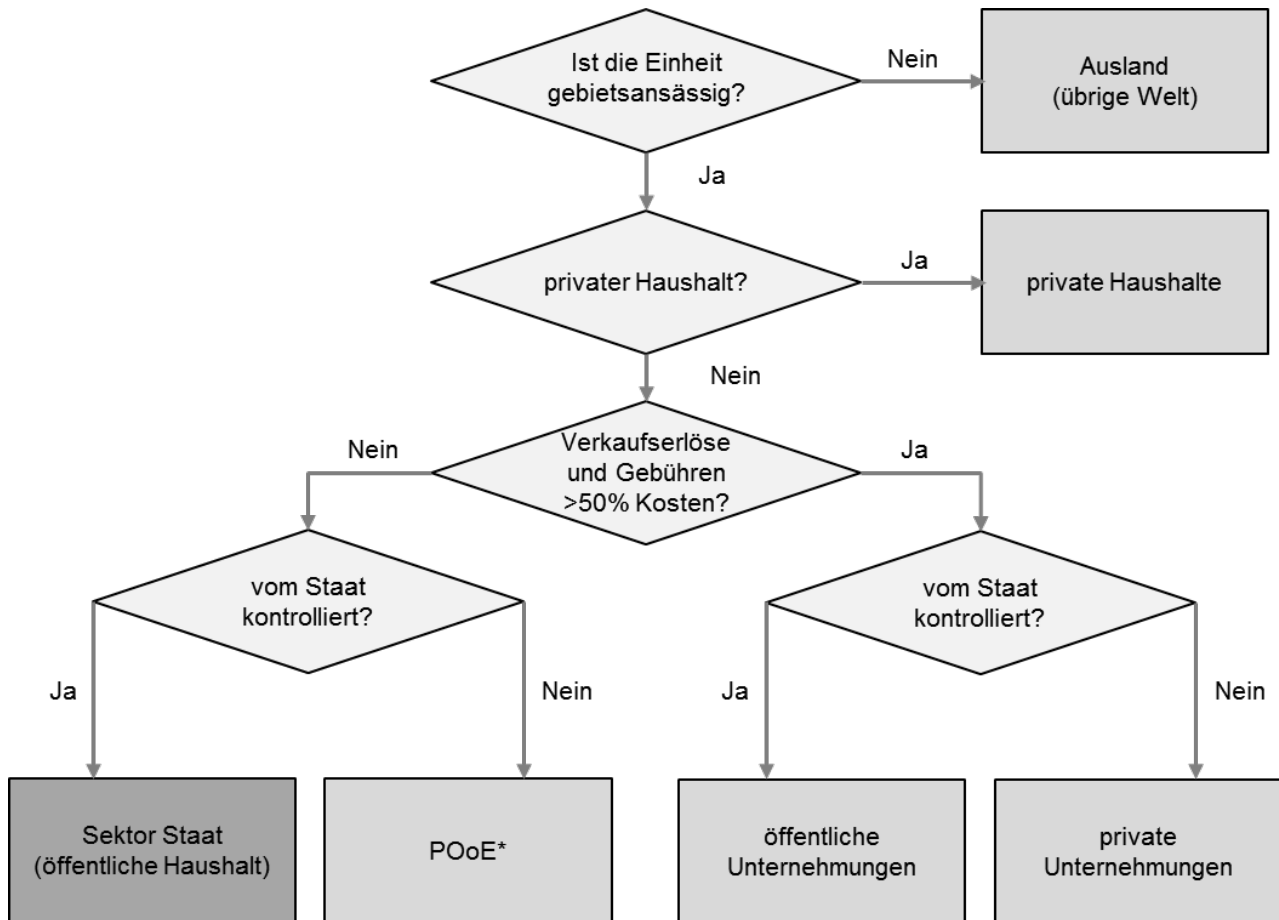 Ist die Einheit
gebietsansässig?
Nein
Ausland
(übrige Welt)
Ja
privater Haushalt?
Ja
private Haushalte
Nein
Nein
Verkaufserlöse
und Gebühren
>50% Kosten?
Ja
vom Staat
kontrolliert?
vom Staat
kontrolliert?
Ja
Nein
Ja
Nein
Sektor Staat
(öffentliche Haushalt)
POoE*
öffentliche
Unternehmungen
private
Unternehmungen